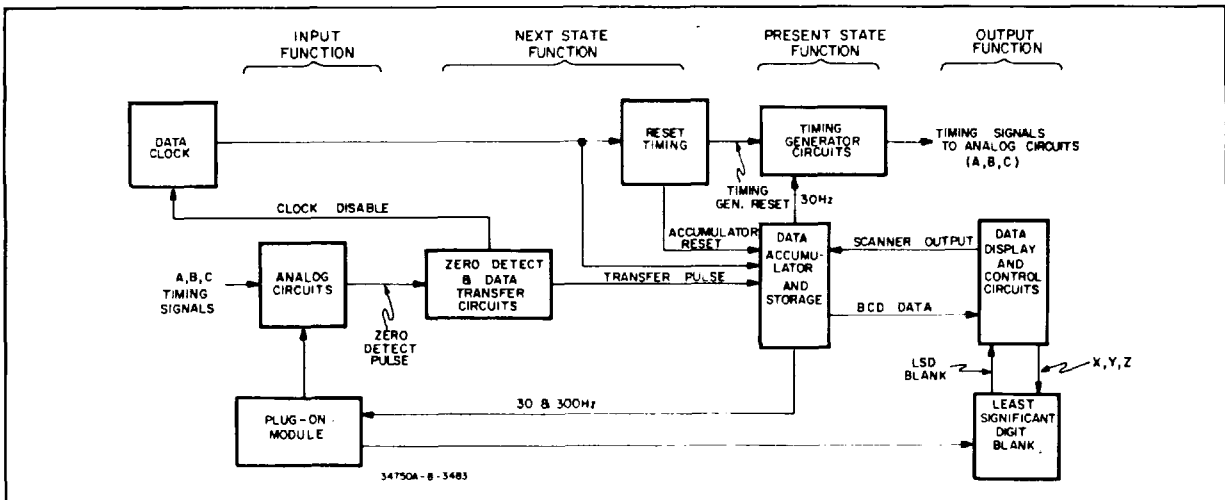 INPUT
FUNCTION
NEXT STATE
FUNCTION
PRESENT STATE
FUNCTION
OUTPUT
FUNCTION
DATA
CLOCK
RESET
TIMING
TIMING
GENERATOR
CIRCUITS
TIMING SIGNALS
TO ANALOG CIRCUITS
(A,B,C)
TIMING
GEN. RESET
30Hz
CLOCK DISABLE
ACCUMULATOR
RESET
A,B,C
TIMING
SIGNALS
ANALOG
CIRCUITS
ZERO DETECT
& DATA
TRANSFER
CIRCUITS
TRANSFER PULSE
DATA
ACCUMU-
LATOR
AND
STORAGE
SCANNER OUTPUT
BCD DATA
DATA
DISPLAY
AND
CONTROL
CIRCUITS
ZERO
DETECT
PULSE
LSD
BLANK
X,Y,Z
30 & 300Hz
PLUG-ON
MODULE
LEAST
SIGNIFICANT
DIGIT
BLANK
34750A-B-3483